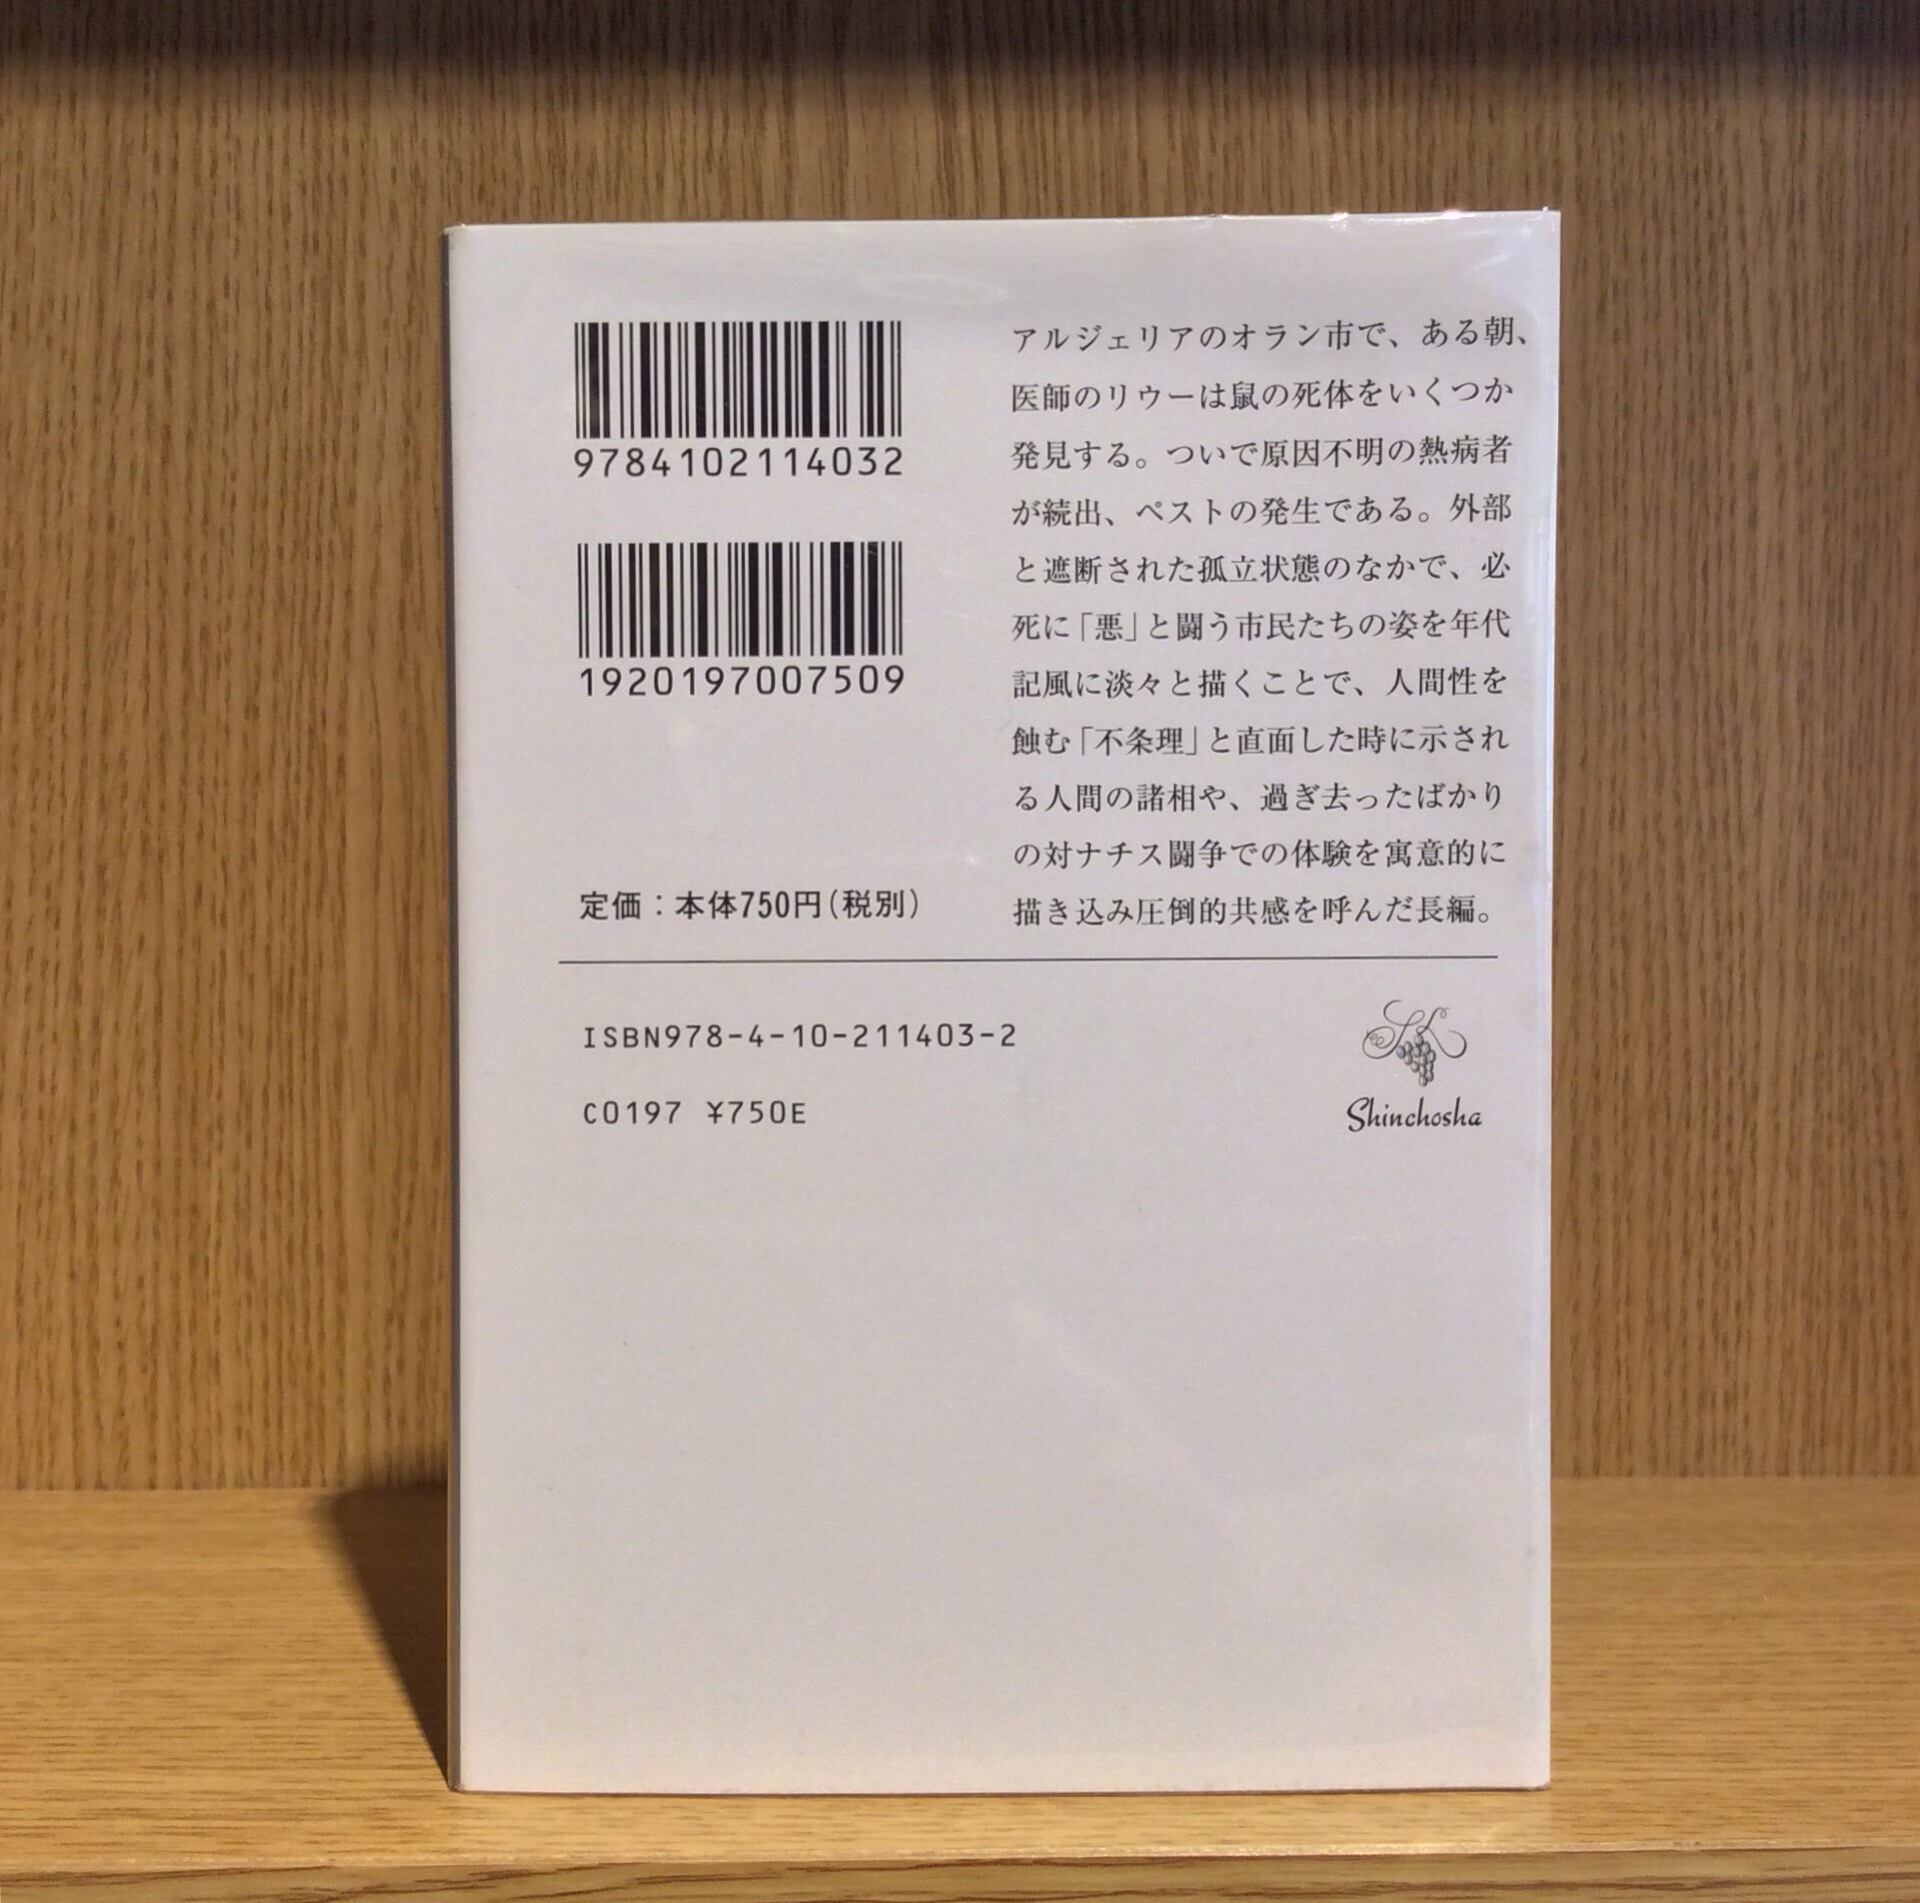 9784102114032
1920197007509
定価：本体750円(税別)
アルジェリアのオラン市で、ある朝、
医師のリウーは鼠の死体をいくつか
発見する。ついで原因不明の熱病者
が続出、ペストの発生である。外部
と遮断された孤立状態のなかで、必
死に「悪」と闘う市民たちの姿を年代
記風に淡々と描くことで、人間性を
蝕む「不条理」と直面した時に示され
る人間の諸相や、過ぎ去ったばかり
の対ナチス闘争での体験を寓意的に
描き込み圧倒的共感を呼んだ長編。
ISBN978-4-10-211403-2
C0197 ¥750E
Shinchosha